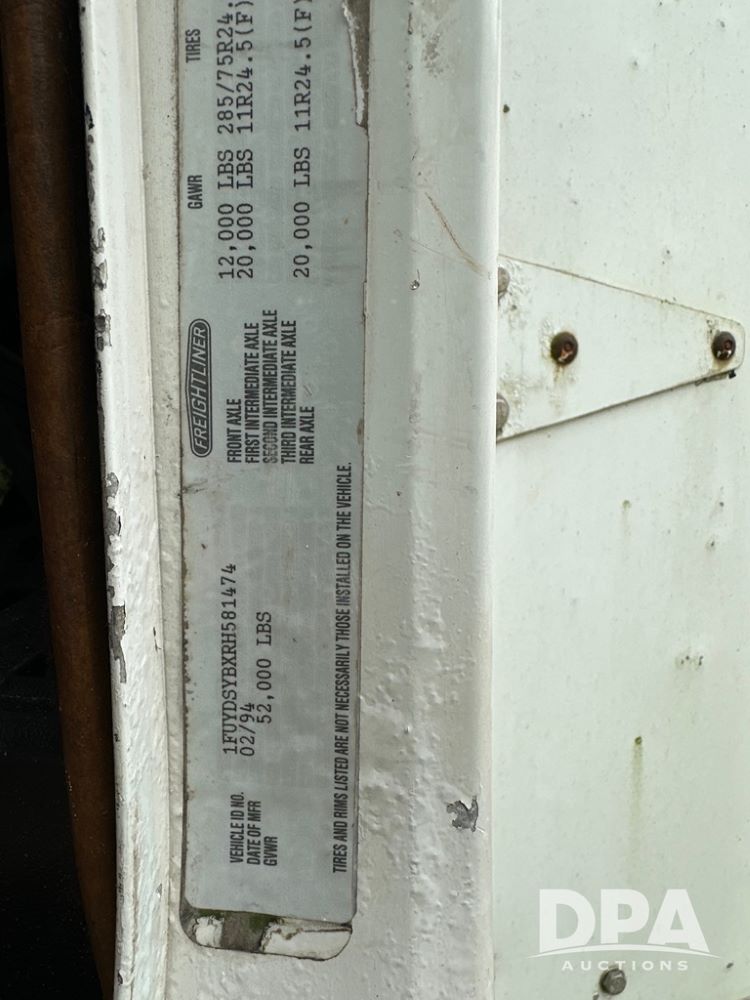 FREIGHTLINER
VEHICLE ID NO. 1FUYDSYBXRH581474
DATE OF MFR 02/94
GVWR 52,000 LBS
GAWR TIRES
FRONT AXLE 12,000 LBS 285/75R24.
FIRST INTERMEDIATE AXLE 20,000 LBS 11R24.5(F)
SECOND INTERMEDIATE AXLE
THIRD INTERMEDIATE AXLE
REAR AXLE 20,000 LBS 11R24.5(F)
TIRES AND RIMS LISTED ARE NOT NECESSARILY THOSE INSTALLED ON THE VEHICLE.
DPA
AUCTIONS